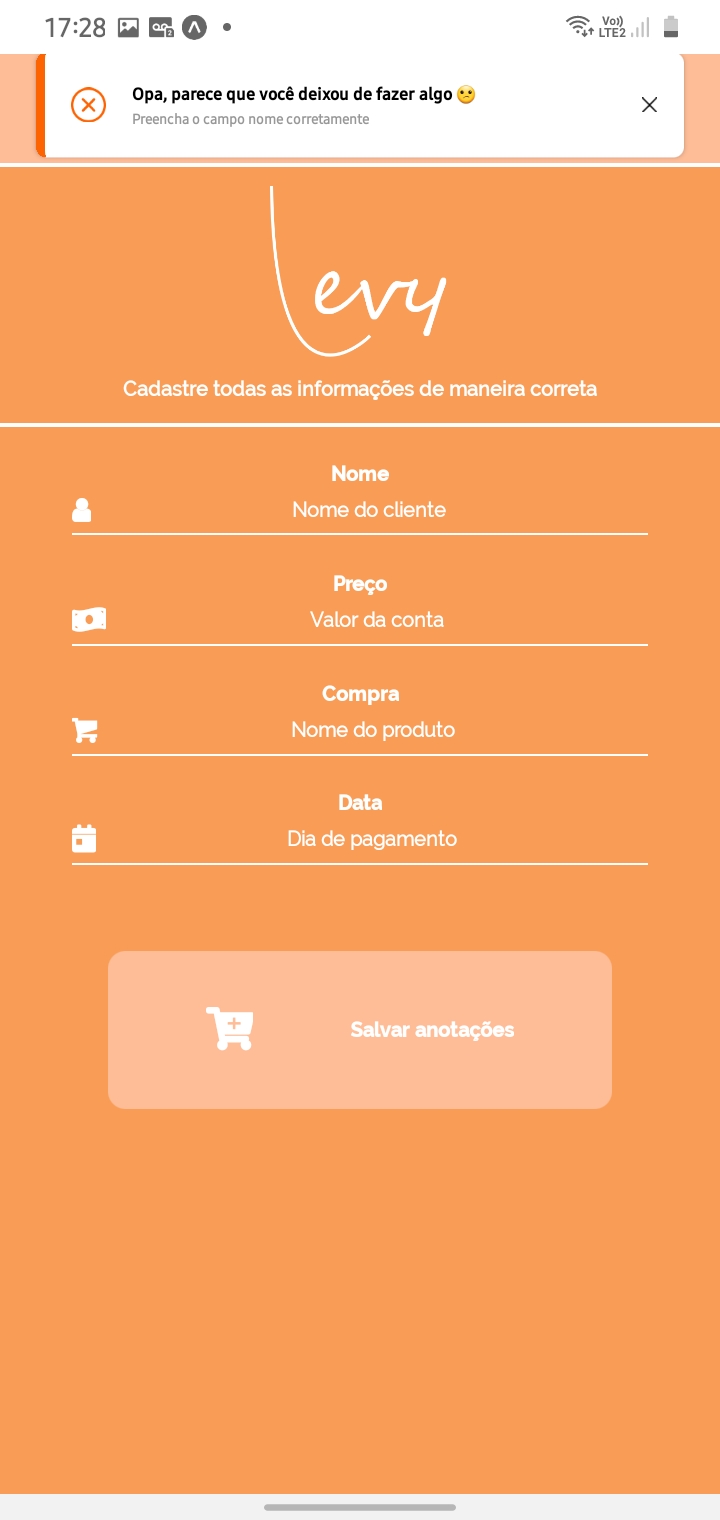 17:28
Vo)) LTE2
Opa, parece que você deixou de fazer algo 😕
Preencha o campo nome corretamente
Levy
Cadastre todas as informações de maneira correta
Nome
Nome do cliente
Preço
Valor da conta
Compra
Nome do produto
Data
Dia de pagamento
Salvar anotações